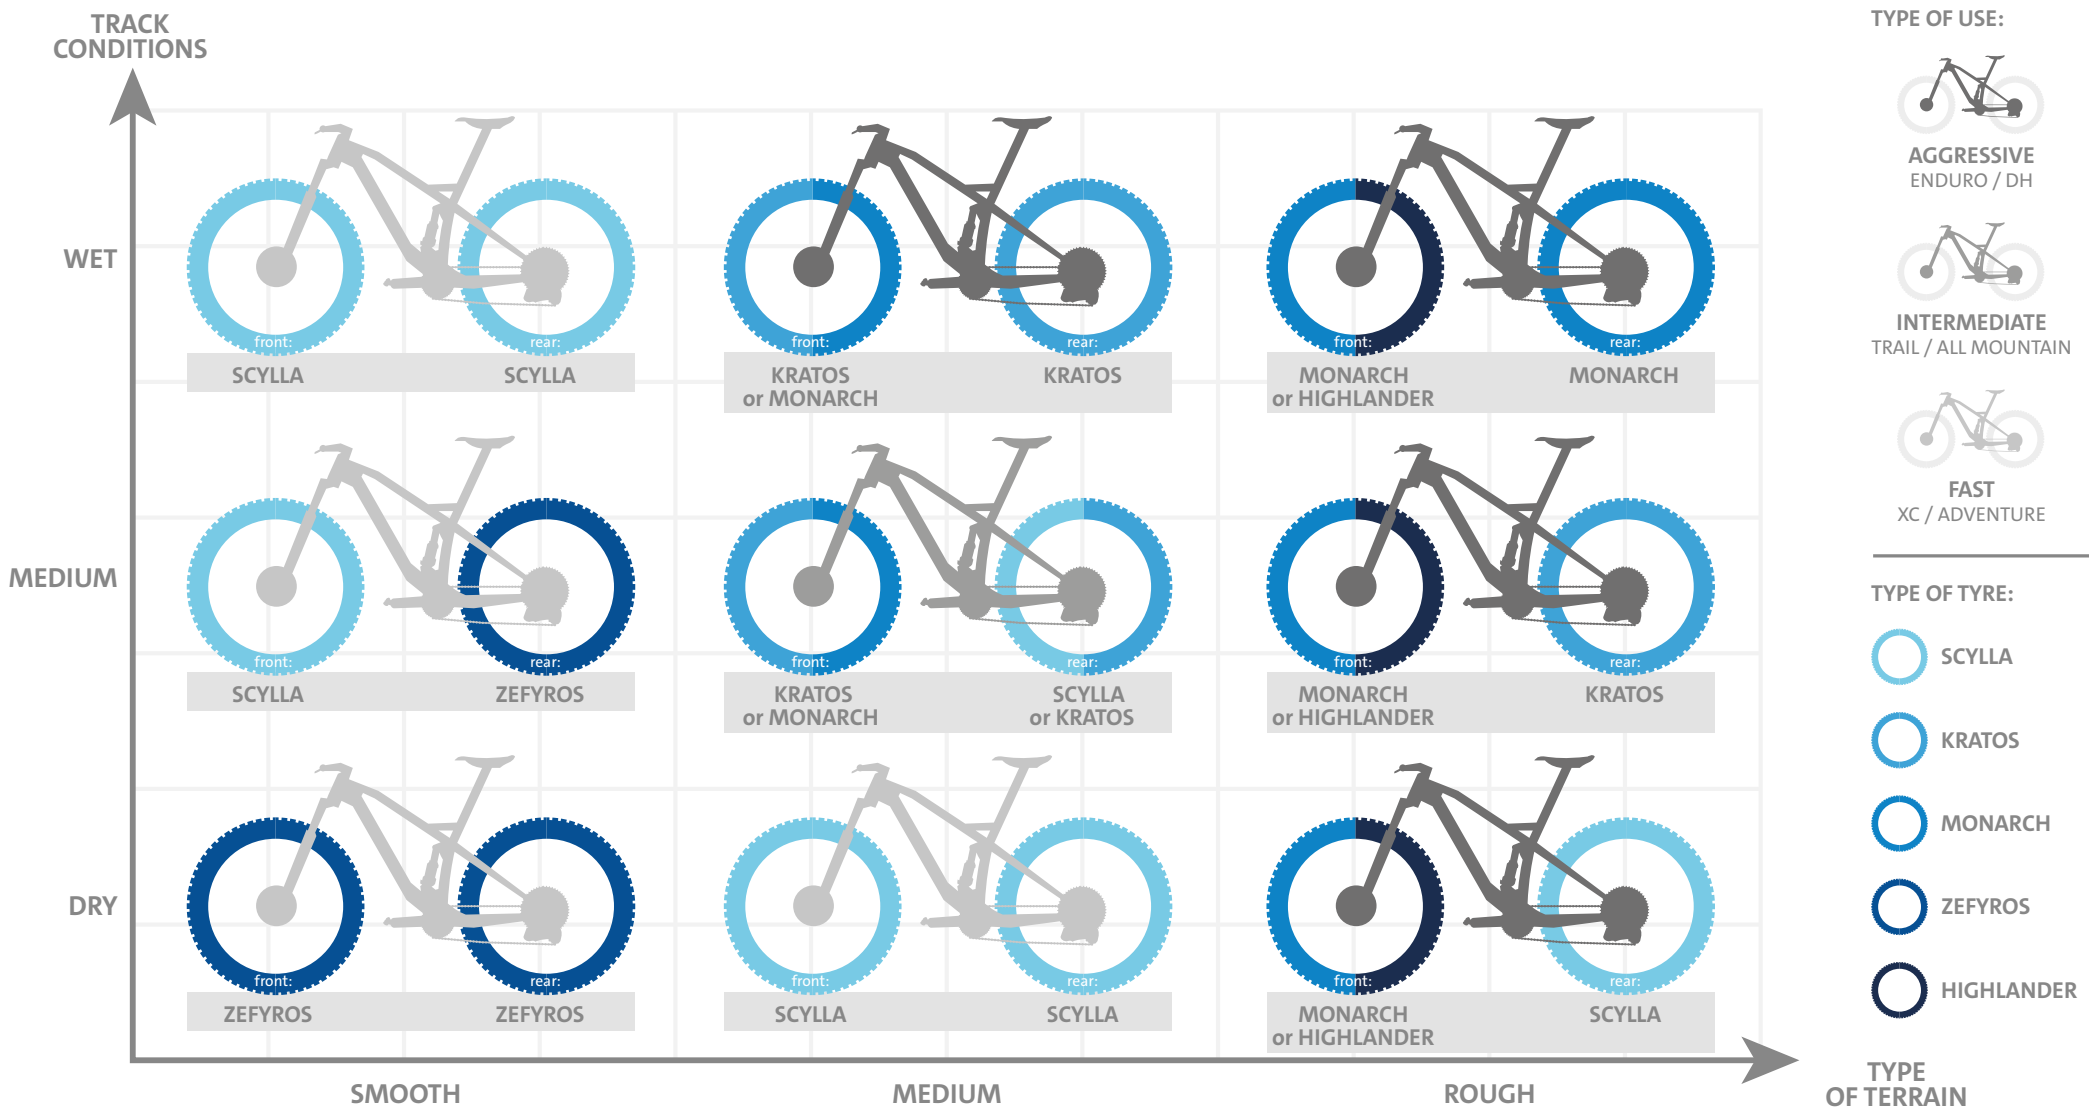 TRACK
CONDITIONS
WET
front:
rear:
SCYLLA
SCYLLA
front:
rear:
KRATOS
or MONARCH
KRATOS
front:
rear:
MONARCH
or HIGHLANDER
MONARCH
MEDIUM
front:
rear:
SCYLLA
ZEFYROS
front:
rear:
KRATOS
or MONARCH
SCYLLA
or KRATOS
front:
rear:
MONARCH
or HIGHLANDER
KRATOS
DRY
front:
rear:
ZEFYROS
ZEFYROS
front:
rear:
SCYLLA
SCYLLA
front:
rear:
MONARCH
or HIGHLANDER
SCYLLA
SMOOTH
MEDIUM
ROUGH
TYPE
OF TERRAIN
TYPE OF USE:
AGGRESSIVE
ENDURO / DH
INTERMEDIATE
TRAIL / ALL MOUNTAIN
FAST
XC / ADVENTURE
TYPE OF TYRE:
SCYLLA
KRATOS
MONARCH
ZEFYROS
HIGHLANDER